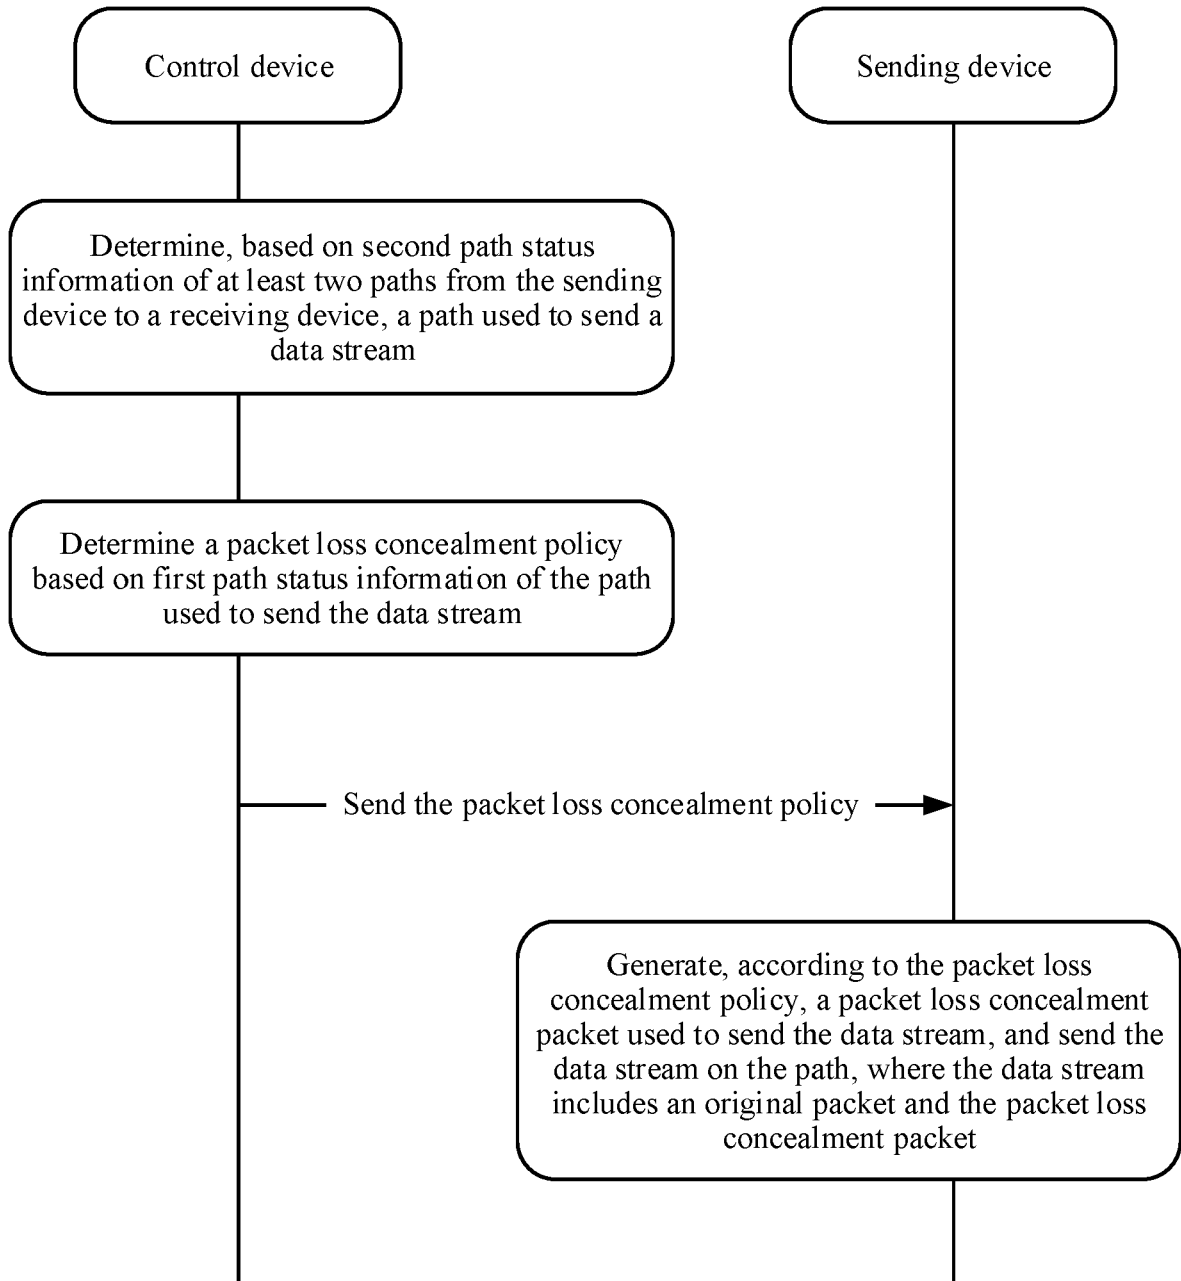 Control device
Sending device
Determine, based on second path status
information of at least two paths from the sending
device to a receiving device, a path used to send a
data stream
Determine a packet loss concealment policy
based on first path status information of the path
used to send the data stream
Send the packet loss concealment policy
Generate, according to the packet loss
concealment policy, a packet loss concealment
packet used to send the data stream, and send the
data stream on the path, where the data stream
includes an original packet and the packet loss
concealment packet